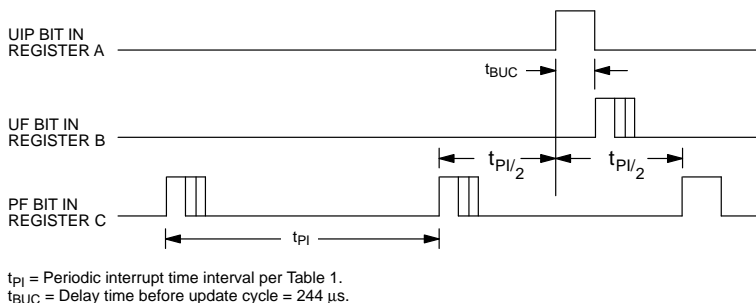 UIP BIT IN
REGISTER A
tBUC
UF BIT IN
REGISTER B
tPI/2
tPI/2
PF BIT IN
REGISTER C
tPI
tPI = Periodic interrupt time interval per Table 1.
tBUC = Delay time before update cycle = 244 µs.